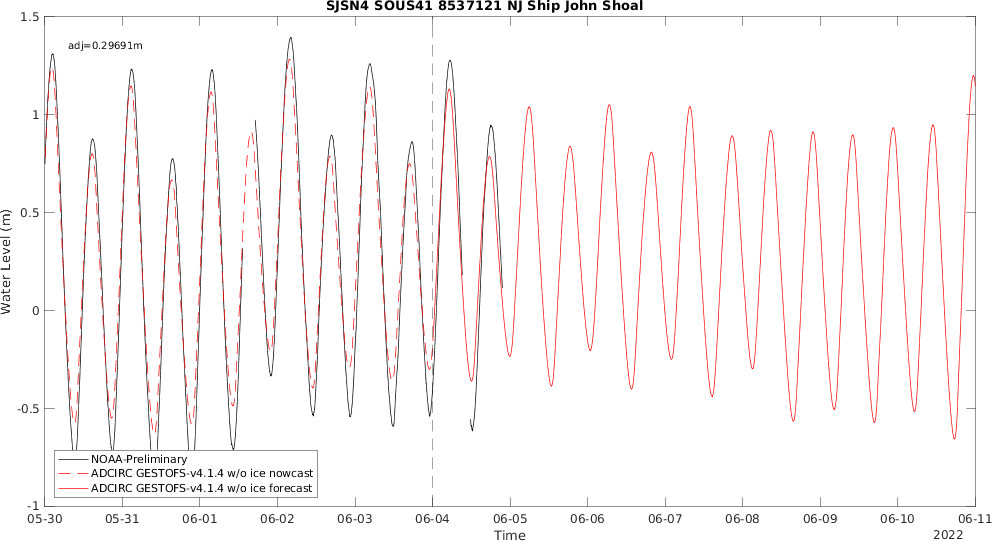 SJSN4 SOUS41 8537121 NJ Ship John Shoal
adj=0.29691m
1.5
1
0.5
0
-0.5
-1
Water Level (m)
NOAA-Preliminary
ADCIRC GESTOFS-v4.1.4 w/o ice nowcast
ADCIRC GESTOFS-v4.1.4 w/o ice forecast
05-30 05-31 06-01 06-02 06-03 06-04 06-05 06-06 06-07 06-08 06-09 06-10 06-11
Time
2022